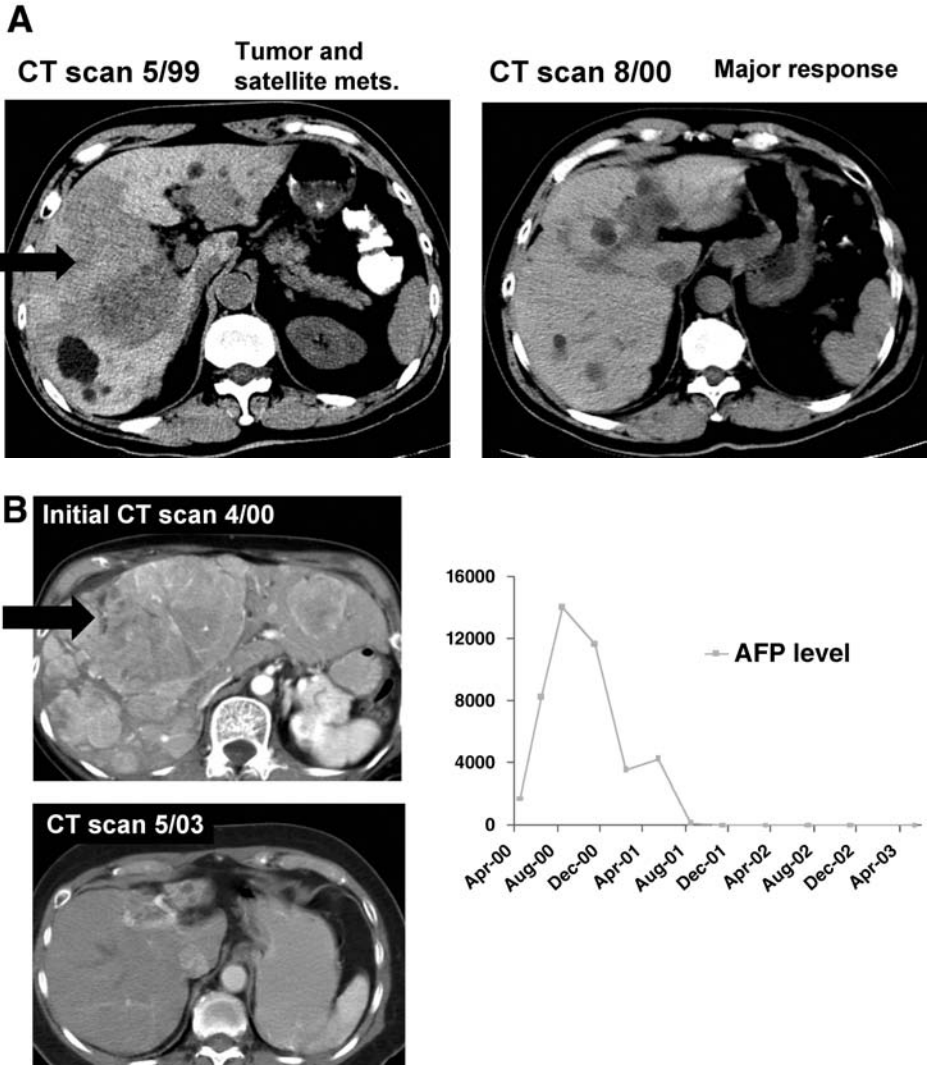 A
CT scan 5/99
Tumor and
satellite mets.
CT scan 8/00
Major response
B
Initial CT scan 4/00
CT scan 5/03
16000
12000
8000
4000
0
AFP level
Apr-00
Aug-00
Dec-00
Apr-01
Aug-01
Dec-01
Apr-02
Aug-02
Dec-02
Apr-03